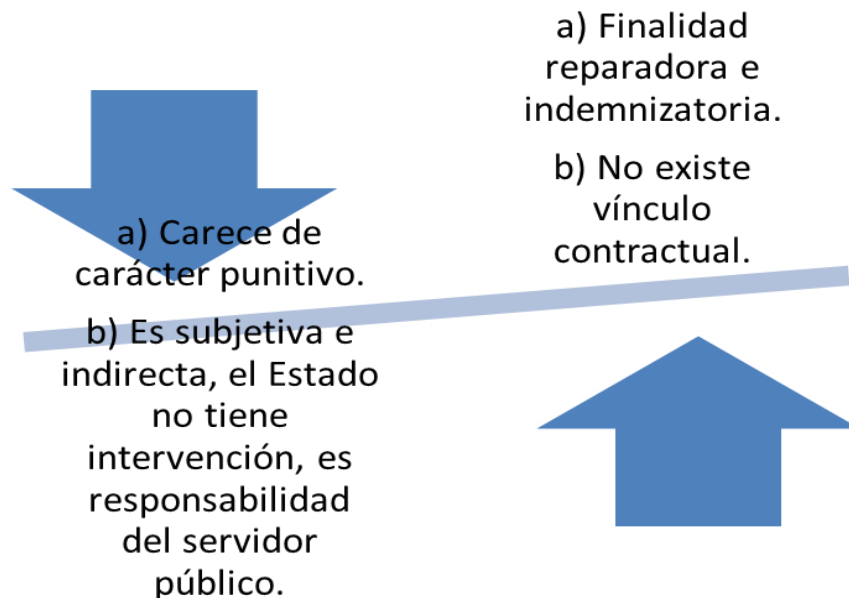 a) Finalidad
reparadora e
indemnizatoria.
b) No existe
vínculo
contractual.
a) Carece de
carácter punitivo.
b) Es subjetiva e
indirecta, el Estado
no tiene
intervención, es
responsabilidad
del servidor
público.